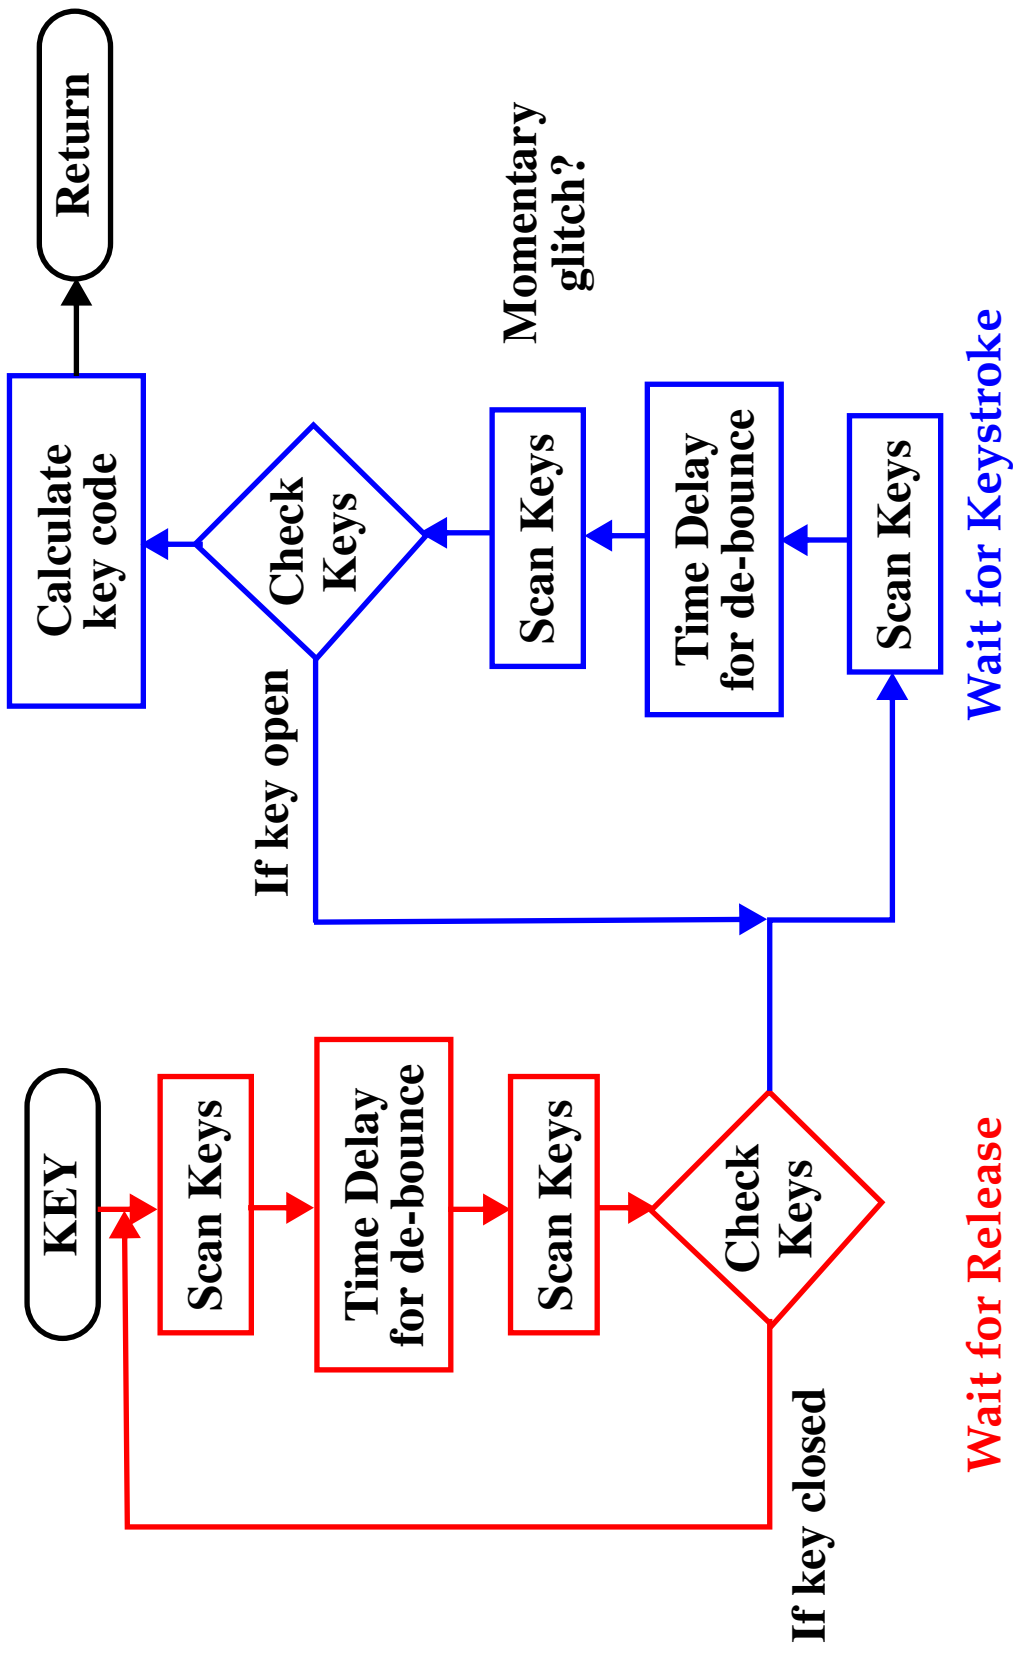 KEY
Scan Keys
Time Delay
for de-bounce
Scan Keys
Check
Keys
If key closed
Wait for Release
Calculate
key code
Return
Check
Keys
If key open
Scan Keys
Momentary
glitch?
Time Delay
for de-bounce
Scan Keys
Wait for Keystroke